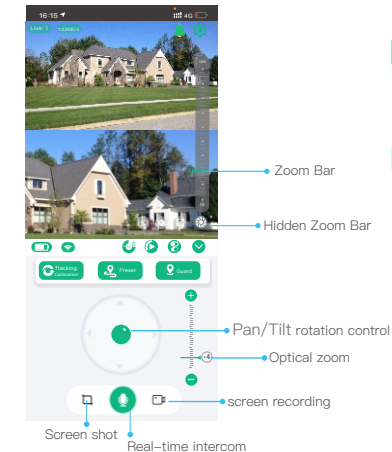 16:15 4G
Live: 1 123KB/s
Zoom Bar
Hidden Zoom Bar
Tracking
Calibration
Preset
Guard
Pan/Tilt rotation control
Optical zoom
screen recording
Screen shot
Real-time intercom